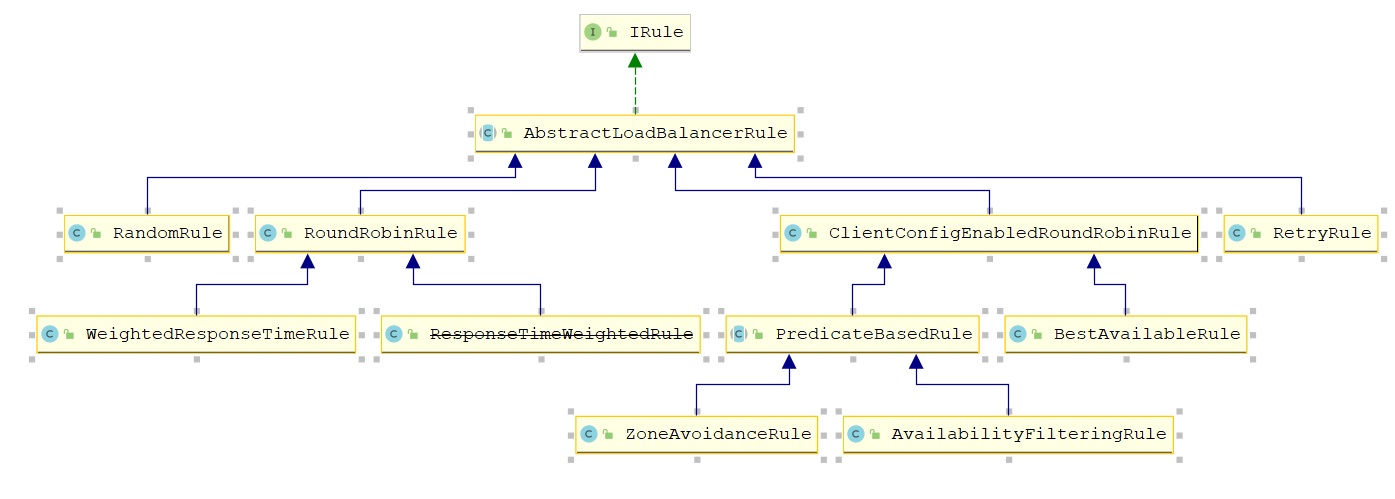 IRule
AbstractLoadBalancerRule
RandomRule
RoundRobinRule
ClientConfigEnabledRoundRobinRule
RetryRule
WeightedResponseTimeRule
ResponseTimeWeightedRule
PredicateBasedRule
BestAvailableRule
ZoneAvoidanceRule
AvailabilityFilteringRule